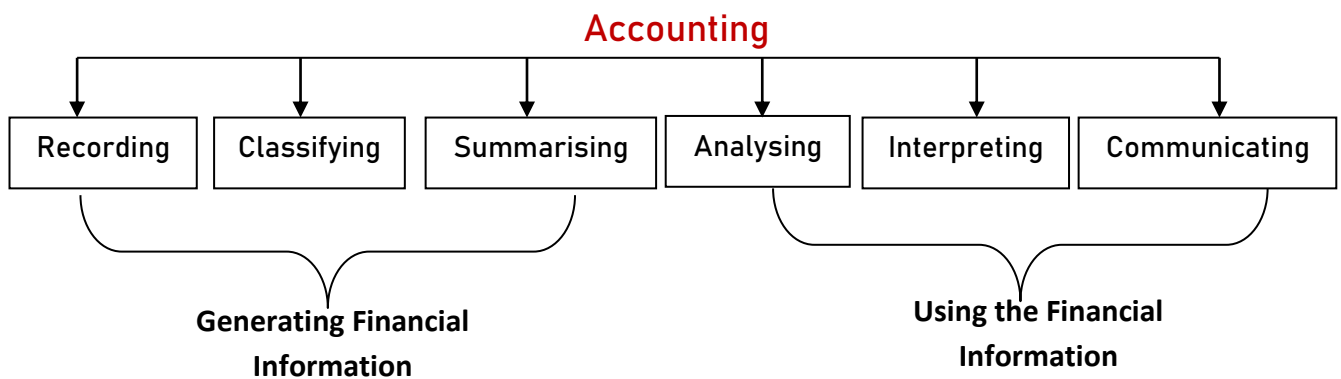 Accounting
Recording
Classifying
Summarising
Analysing
Interpreting
Communicating
Generating Financial
Information
Using the Financial
Information